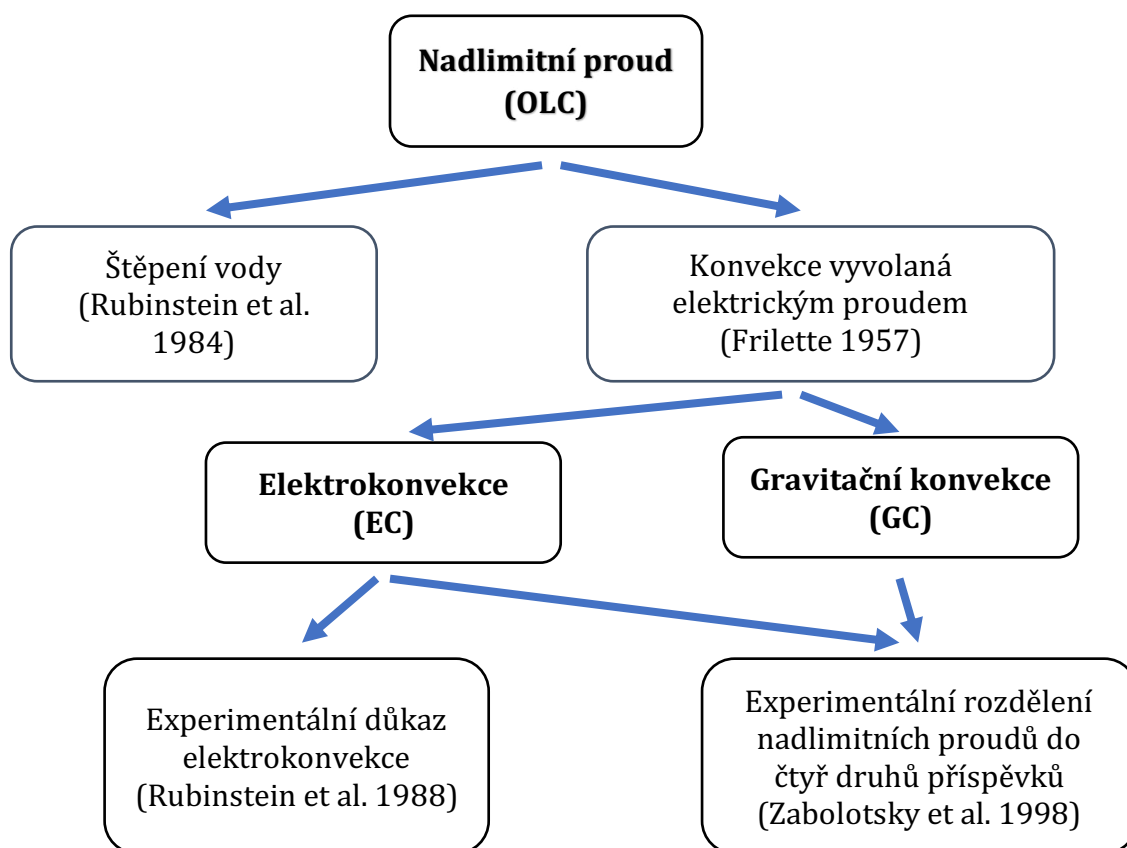 Nadlimitní proud
(OLC)
Štěpení vody
(Rubinstein et al.
1984)
Konvekce vyvolaná
elektrickým proudem
(Frilette 1957)
Elektrokonvekce
(EC)
Gravitační konvekce
(GC)
Experimentální důkaz
elektrokonvekce
(Rubinstein et al. 1988)
Experimentální rozdělení
nadlimitních proudů do
čtyř druhů příspěvků
(Zabolotsky et al. 1998)